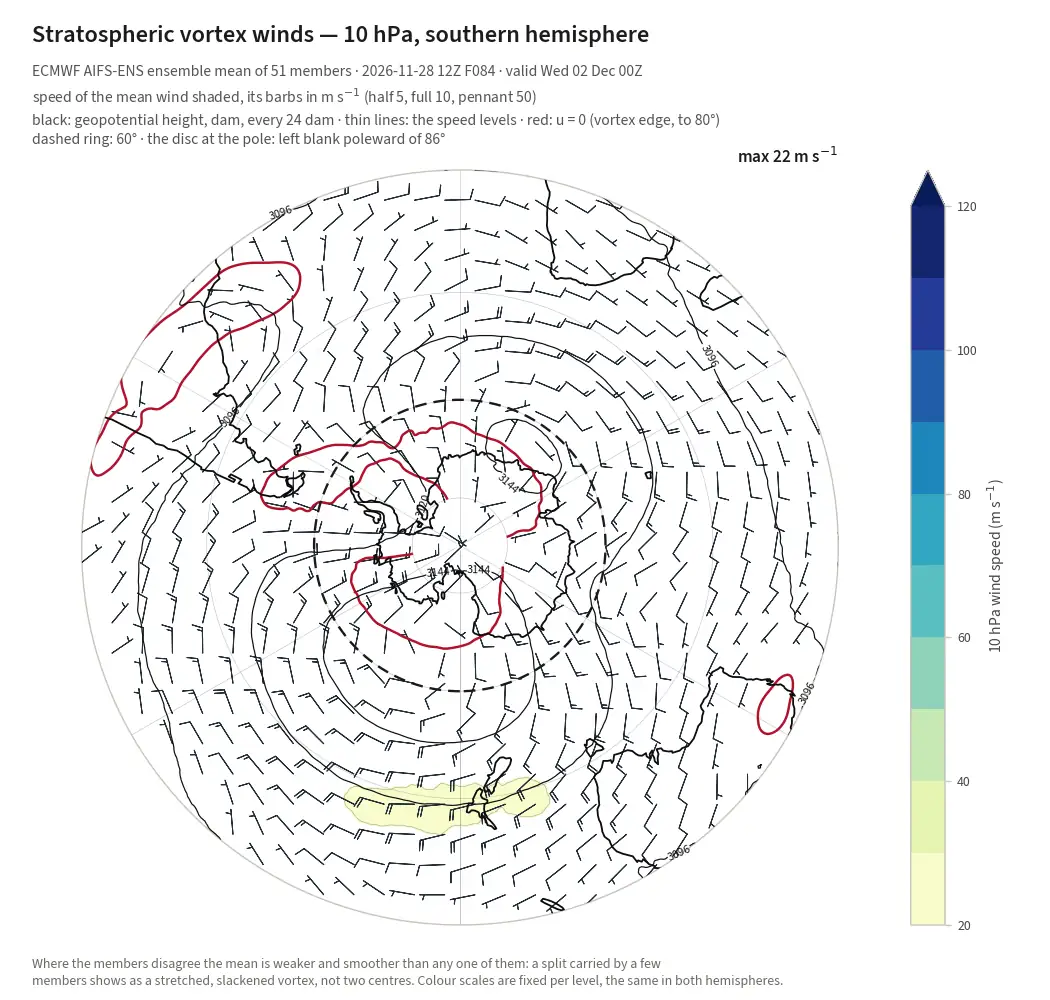 Stratospheric vortex winds — 10 hPa, southern hemisphere
ECMWF AIFS-ENS ensemble mean of 51 members · 2026-11-28 12Z F084 · valid Wed 02 Dec 00Z
speed of the mean wind shaded, its barbs in m s⁻¹ (half 5, full 10, pennant 50)
black: geopotential height, dam, every 24 dam · thin lines: the speed levels · red: u = 0 (vortex edge, to 80°)
dashed ring: 60° · the disc at the pole: left blank poleward of 86°
max 22 m s⁻¹
3096
3096
3096
3144
3144
3144
3096
3096
120
100
80
60
40
20
10 hPa wind speed (m s⁻¹)
Where the members disagree the mean is weaker and smoother than any one of them: a split carried by a few
members shows as a stretched, slackened vortex, not two centres. Colour scales are fixed per level, the same in both hemispheres.